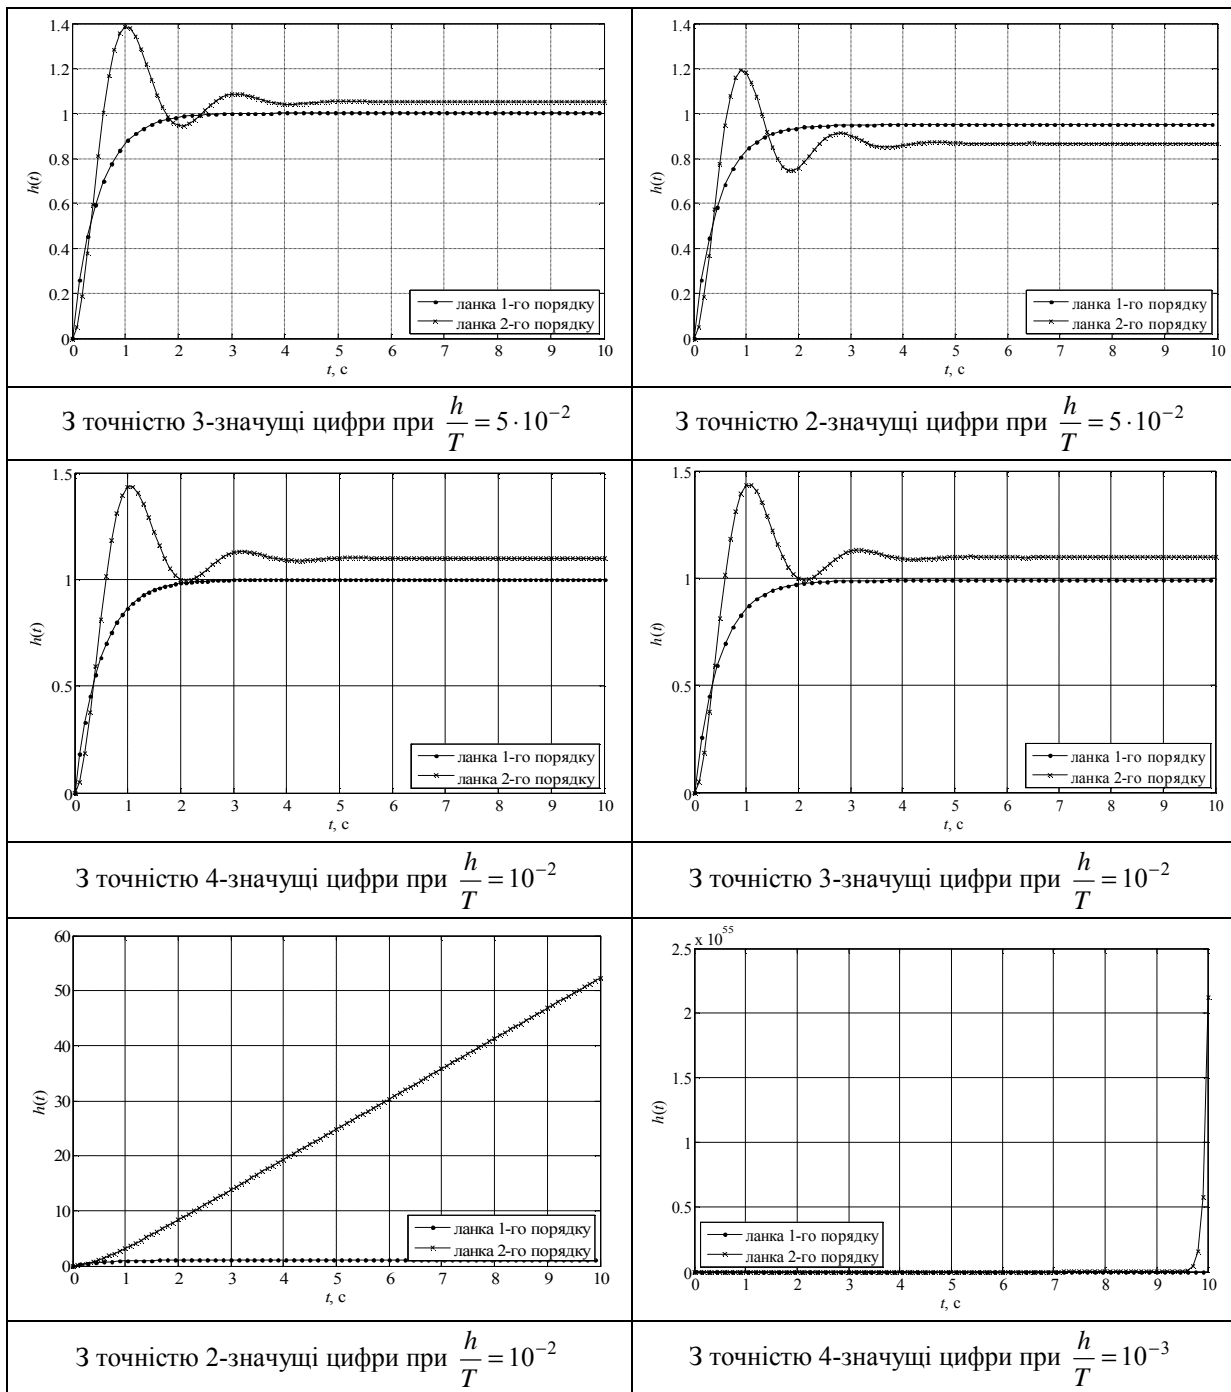 1.4
1.2
1
0.8
0.6
0.4
0.2
0
h(t)
0 1 2 3 4 5 6 7 8 9 10
t, с
ланка 1-го порядку
ланка 2-го порядку
1.4
1.2
1
0.8
0.6
0.4
0.2
0
h(t)
0 1 2 3 4 5 6 7 8 9 10
t, с
ланка 1-го порядку
ланка 2-го порядку
З точністю 3-значущі цифри при h/T = 5·10⁻²
З точністю 2-значущі цифри при h/T = 5·10⁻²
1.5
1
0.5
0
h(t)
0 1 2 3 4 5 6 7 8 9 10
t, с
ланка 1-го порядку
ланка 2-го порядку
1.5
1
0.5
0
h(t)
0 1 2 3 4 5 6 7 8 9 10
t, с
ланка 1-го порядку
ланка 2-го порядку
З точністю 4-значущі цифри при h/T = 10⁻²
З точністю 3-значущі цифри при h/T = 10⁻²
60
50
40
30
20
10
0
h(t)
0 1 2 3 4 5 6 7 8 9 10
t, с
ланка 1-го порядку
ланка 2-го порядку
x 10⁵⁵
2.5
2
1.5
1
0.5
0
h(t)
0 1 2 3 4 5 6 7 8 9 10
t, с
ланка 1-го порядку
ланка 2-го порядку
З точністю 2-значущі цифри при h/T = 10⁻²
З точністю 4-значущі цифри при h/T = 10⁻³